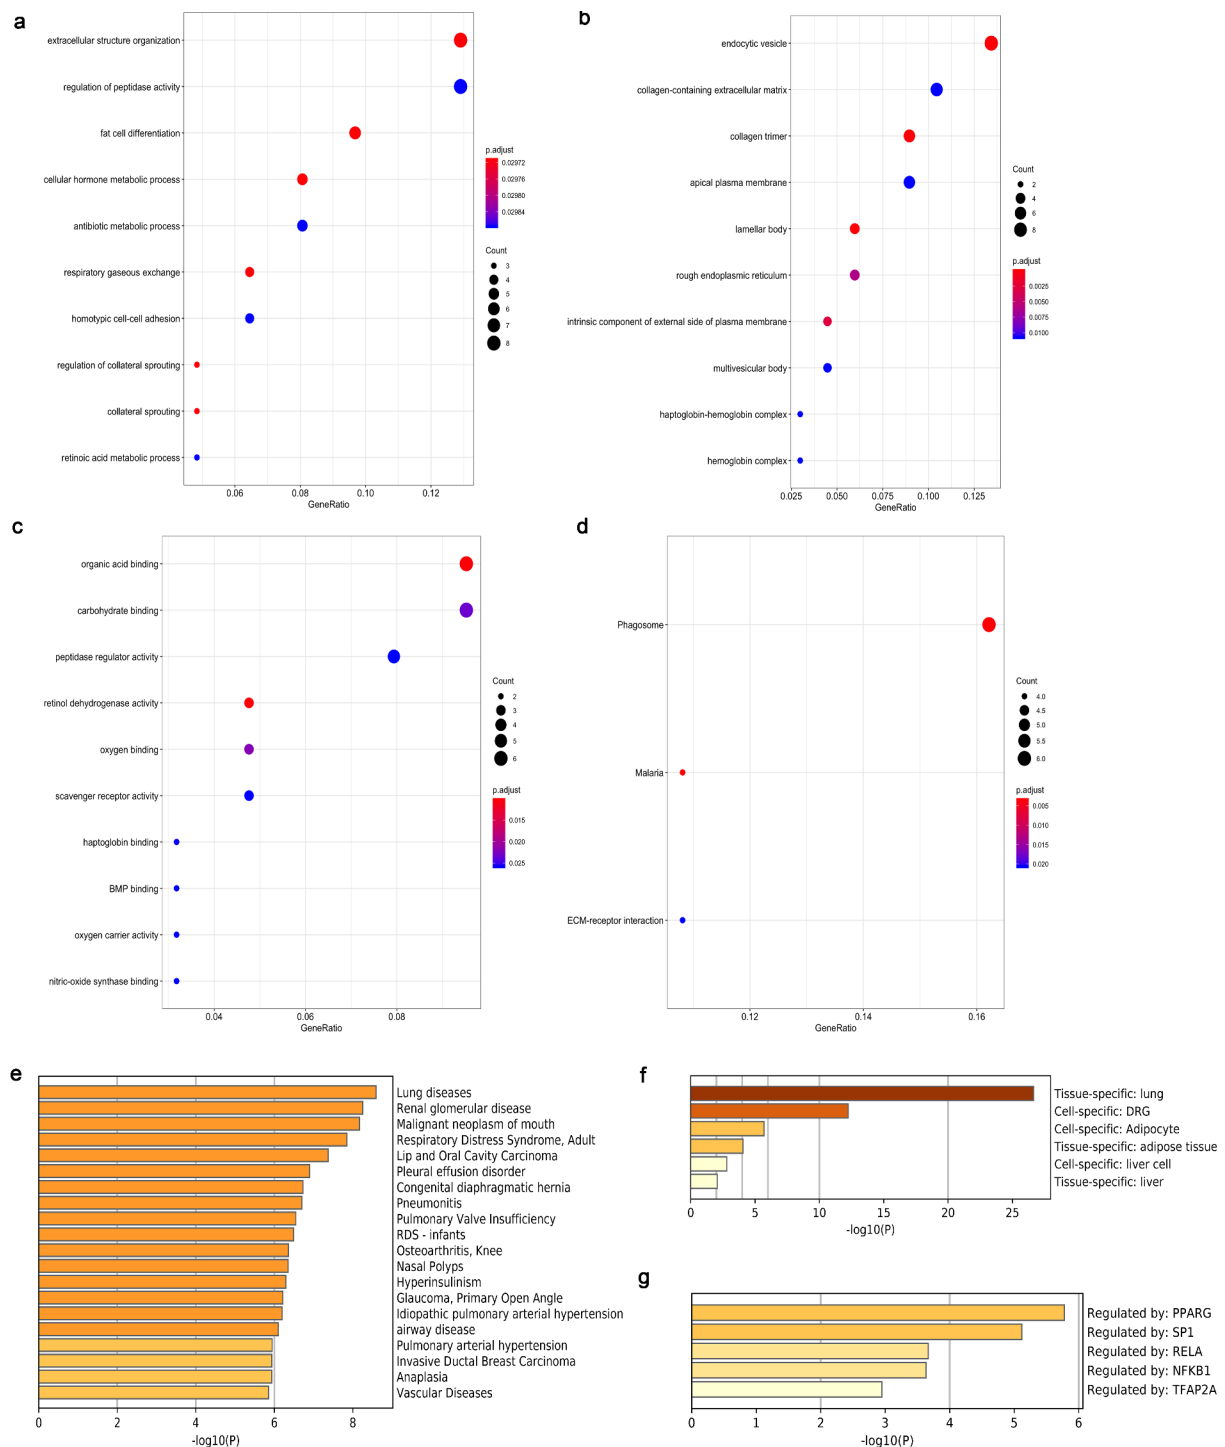 a
extracellular structure organization
regulation of peptidase activity
fat cell differentiation
cellular hormone metabolic process
antibiotic metabolic process
respiratory gaseous exchange
homotypic cell-cell adhesion
regulation of collateral sprouting
collateral sprouting
retinoic acid metabolic process
0.06 0.08 0.10 0.12
GeneRatio
p.adjust
0.02972
0.02976
0.02980
0.02984
Count
3
4
5
6
7
8
b
endocytic vesicle
collagen-containing extracellular matrix
collagen trimer
apical plasma membrane
lamellar body
rough endoplasmic reticulum
intrinsic component of external side of plasma membrane
multivesicular body
haptoglobin-hemoglobin complex
hemoglobin complex
0.025 0.050 0.075 0.100 0.125
GeneRatio
Count
2
4
6
8
p.adjust
0.0025
0.0050
0.0075
0.0100
c
organic acid binding
carbohydrate binding
peptidase regulator activity
retinol dehydrogenase activity
oxygen binding
scavenger receptor activity
haptoglobin binding
BMP binding
oxygen carrier activity
nitric-oxide synthase binding
0.04 0.06 0.08
GeneRatio
Count
2
3
4
5
6
p.adjust
0.015
0.020
0.025
d
Phagosome
Malaria
ECM-receptor interaction
0.12 0.14 0.16
GeneRatio
Count
4.0
4.5
5.0
5.5
6.0
p.adjust
0.005
0.010
0.015
0.020
e
Lung diseases
Renal glomerular disease
Malignant neoplasm of mouth
Respiratory Distress Syndrome, Adult
Lip and Oral Cavity Carcinoma
Pleural effusion disorder
Congenital diaphragmatic hernia
Pneumonitis
Pulmonary Valve Insufficiency
RDS - infants
Osteoarthritis, Knee
Nasal Polyps
Hyperinsulinism
Glaucoma, Primary Open Angle
Idiopathic pulmonary arterial hypertension
airway disease
Pulmonary arterial hypertension
Invasive Ductal Breast Carcinoma
Anaplasia
Vascular Diseases
0 2 4 6 8
-log10(P)
f
Tissue-specific: lung
Cell-specific: DRG
Cell-specific: Adipocyte
Tissue-specific: adipose tissue
Cell-specific: liver cell
Tissue-specific: liver
0 5 10 15 20 25
-log10(P)
g
Regulated by: PPARG
Regulated by: SP1
Regulated by: RELA
Regulated by: NFKB1
Regulated by: TFAP2A
0 1 2 3 4 5 6
-log10(P)